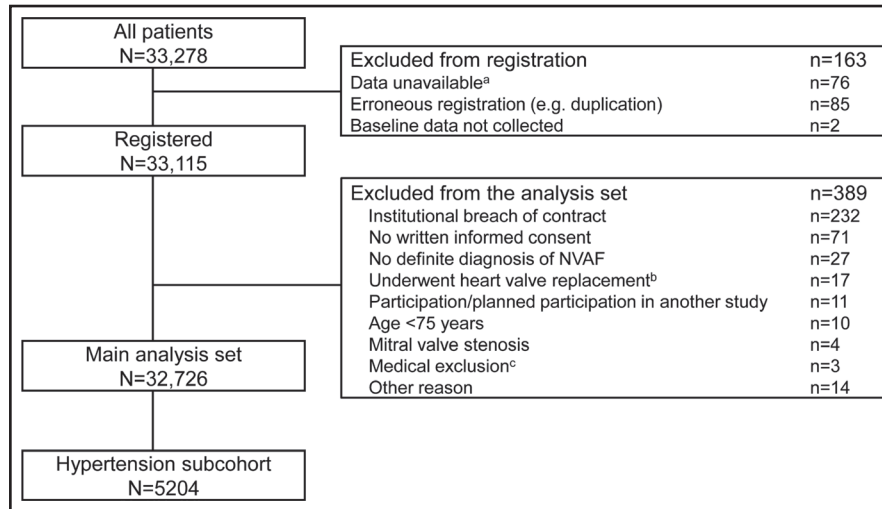 All patients
N=33,278
Excluded from registration n=163
Data unavailableᵃ n=76
Erroneous registration (e.g. duplication) n=85
Baseline data not collected n=2
Registered
N=33,115
Excluded from the analysis set n=389
Institutional breach of contract n=232
No written informed consent n=71
No definite diagnosis of NVAF n=27
Underwent heart valve replacementᵇ n=17
Participation/planned participation in another study n=11
Age <75 years n=10
Mitral valve stenosis n=4
Medical exclusionᶜ n=3
Other reason n=14
Main analysis set
N=32,726
Hypertension subcohort
N=5204